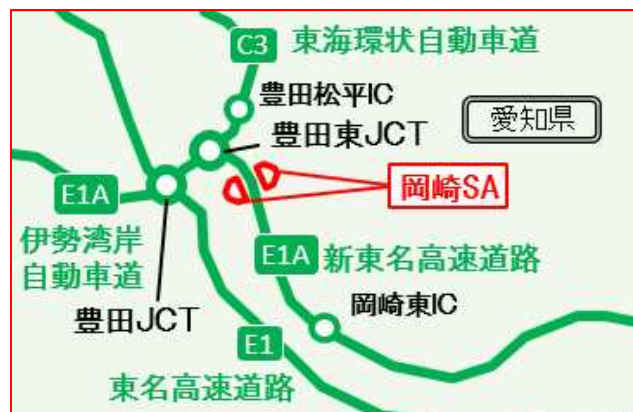 C3 東海環状自動車道
豊田松平IC
愛知県
豊田東JCT
岡崎SA
E1A
伊勢湾岸
自動車道
E1A 新東名高速道路
豊田JCT
岡崎東IC
E1
東名高速道路